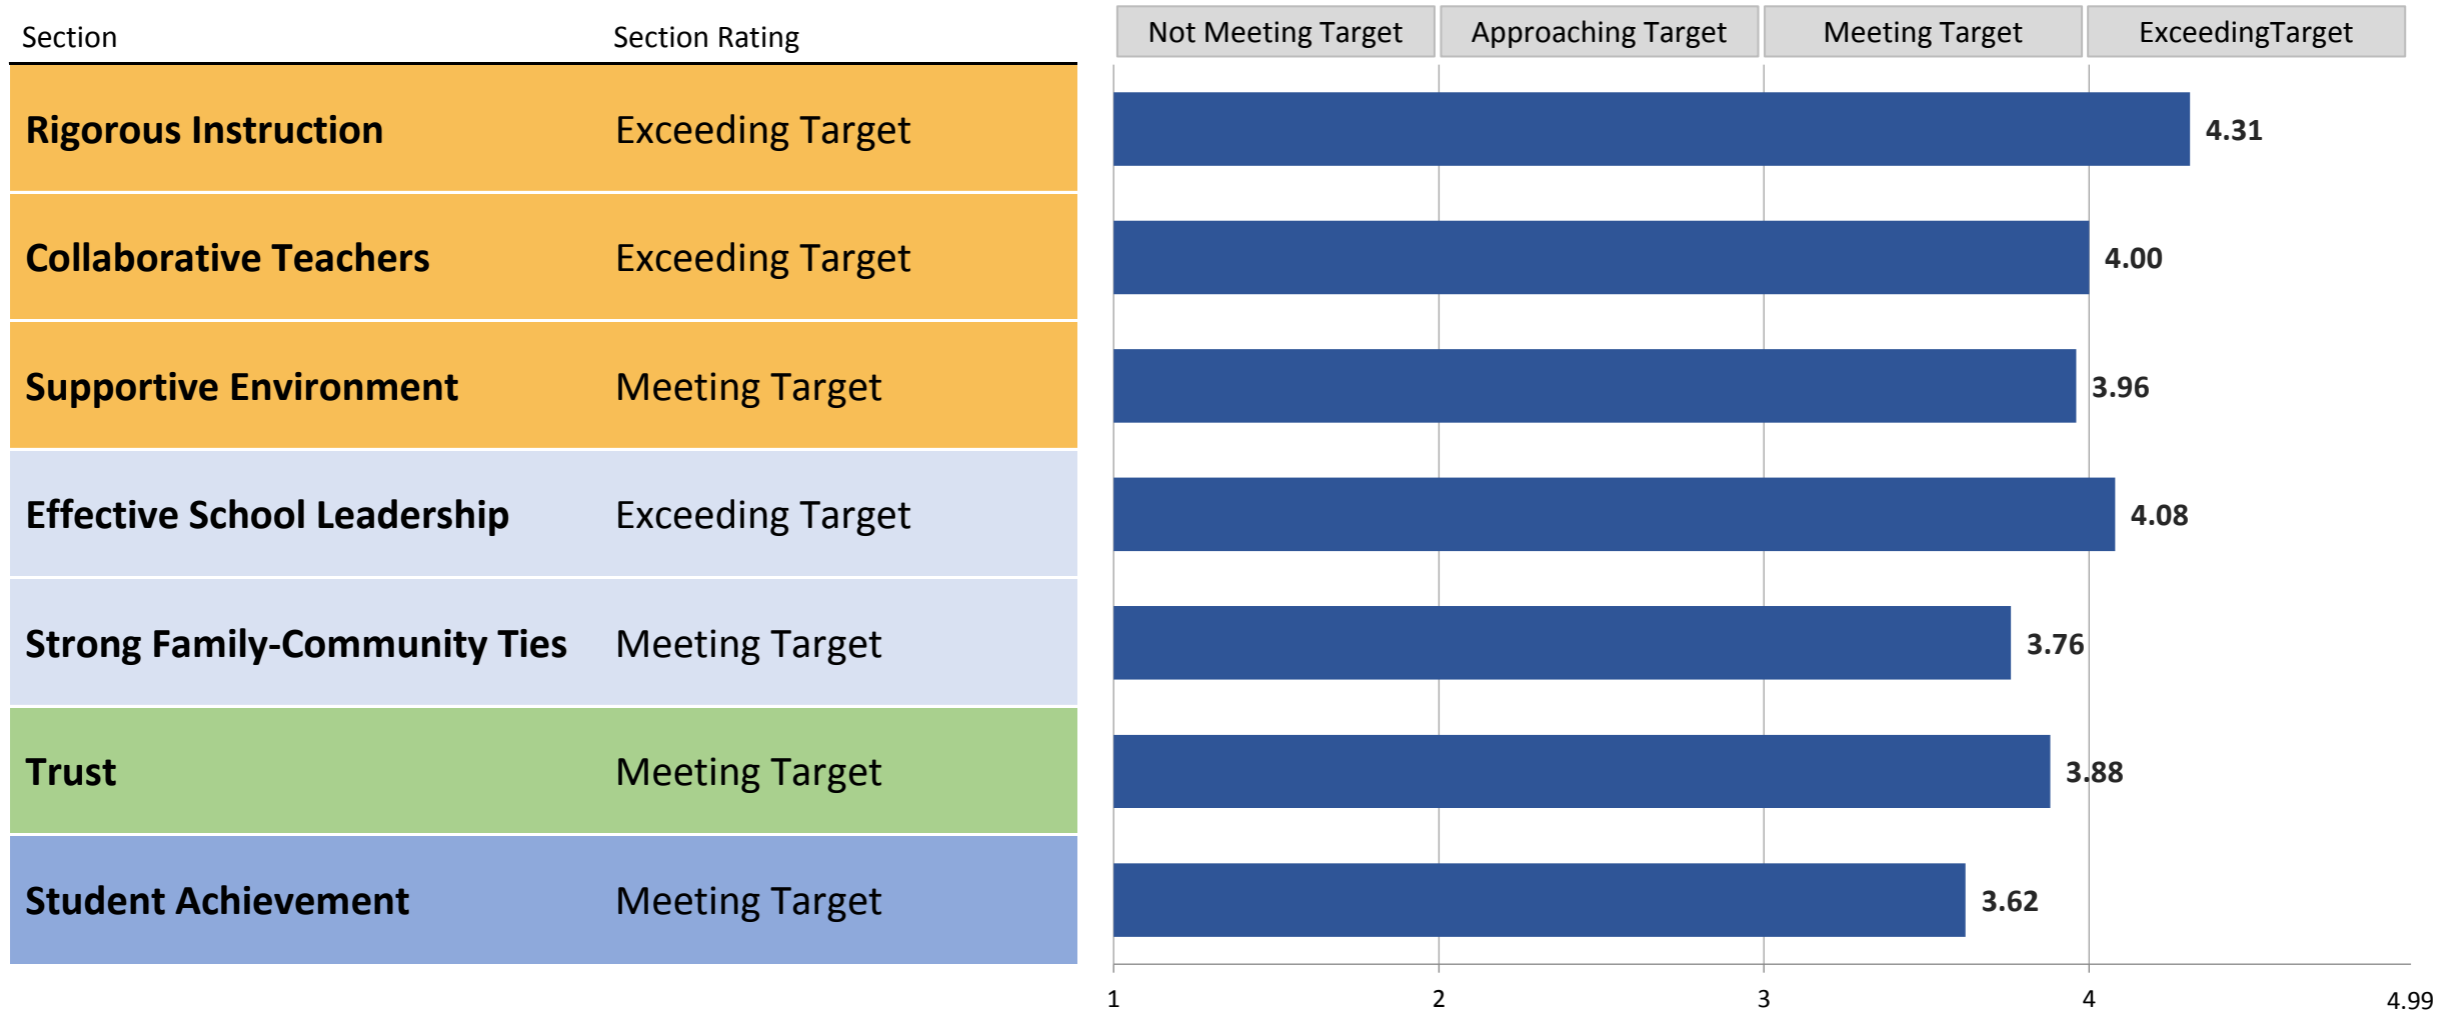 Section Section Rating Not Meeting Target Approaching Target Meeting Target ExceedingTarget
Rigorous Instruction Exceeding Target 4.31
Collaborative Teachers Exceeding Target 4.00
Supportive Environment Meeting Target 3.96
Effective School Leadership Exceeding Target 4.08
Strong Family-Community Ties Meeting Target 3.76
Trust Meeting Target 3.88
Student Achievement Meeting Target 3.62
1 2 3 4 4.99